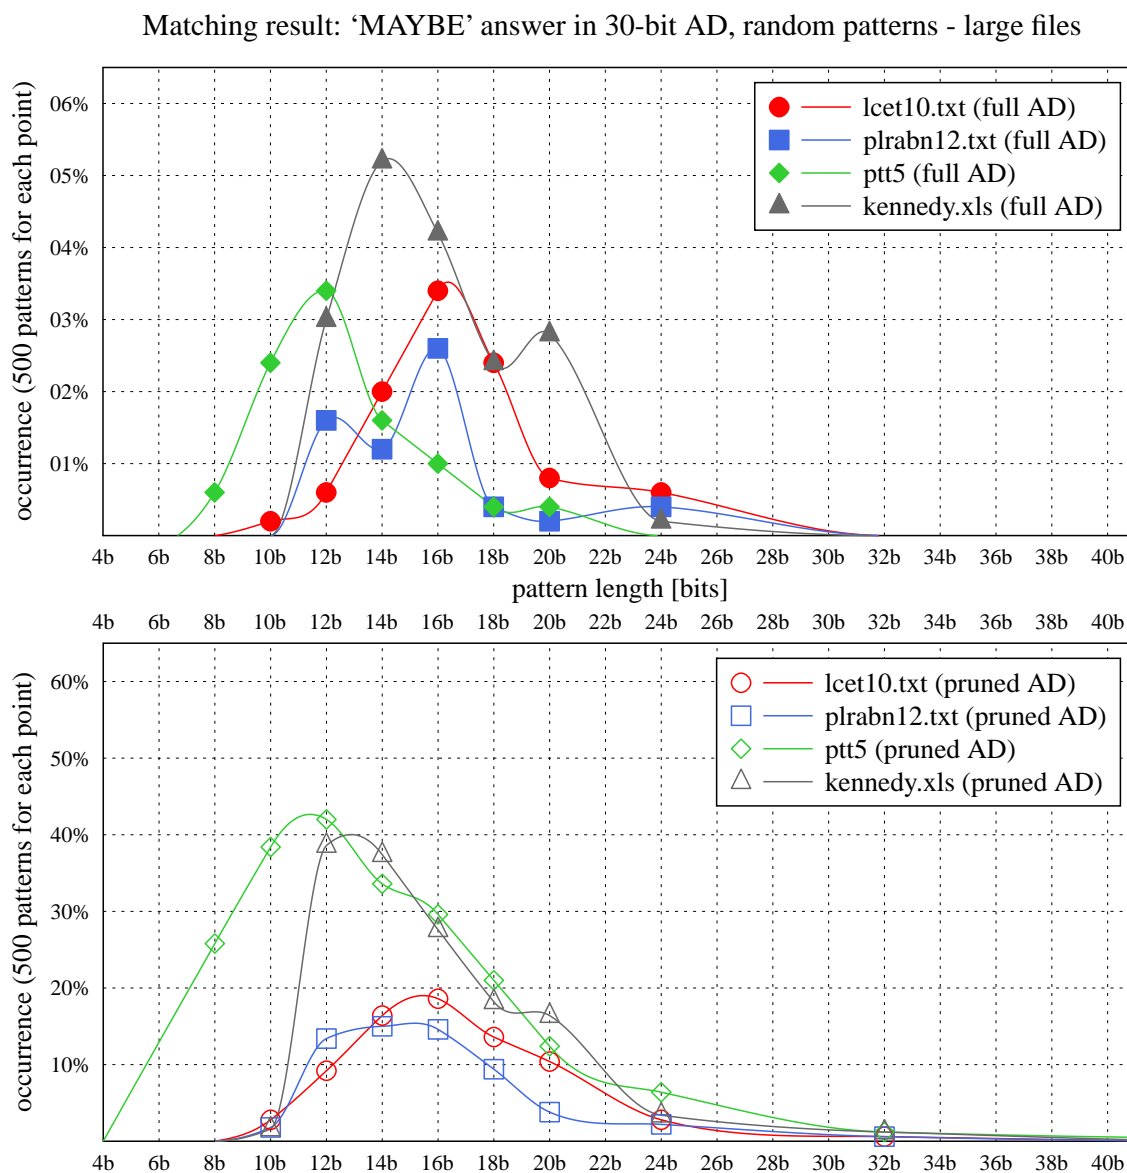 Matching result: ‘MAYBE’ answer in 30-bit AD, random patterns - large files
occurrence (500 patterns for each point)
06%
05%
04%
03%
02%
01%
lcet10.txt (full AD)
plrabn12.txt (full AD)
ptt5 (full AD)
kennedy.xls (full AD)
4b 6b 8b 10b 12b 14b 16b 18b 20b 22b 24b 26b 28b 30b 32b 34b 36b 38b 40b
pattern length [bits]
4b 6b 8b 10b 12b 14b 16b 18b 20b 22b 24b 26b 28b 30b 32b 34b 36b 38b 40b
occurrence (500 patterns for each point)
60%
50%
40%
30%
20%
10%
lcet10.txt (pruned AD)
plrabn12.txt (pruned AD)
ptt5 (pruned AD)
kennedy.xls (pruned AD)
4b 6b 8b 10b 12b 14b 16b 18b 20b 22b 24b 26b 28b 30b 32b 34b 36b 38b 40b